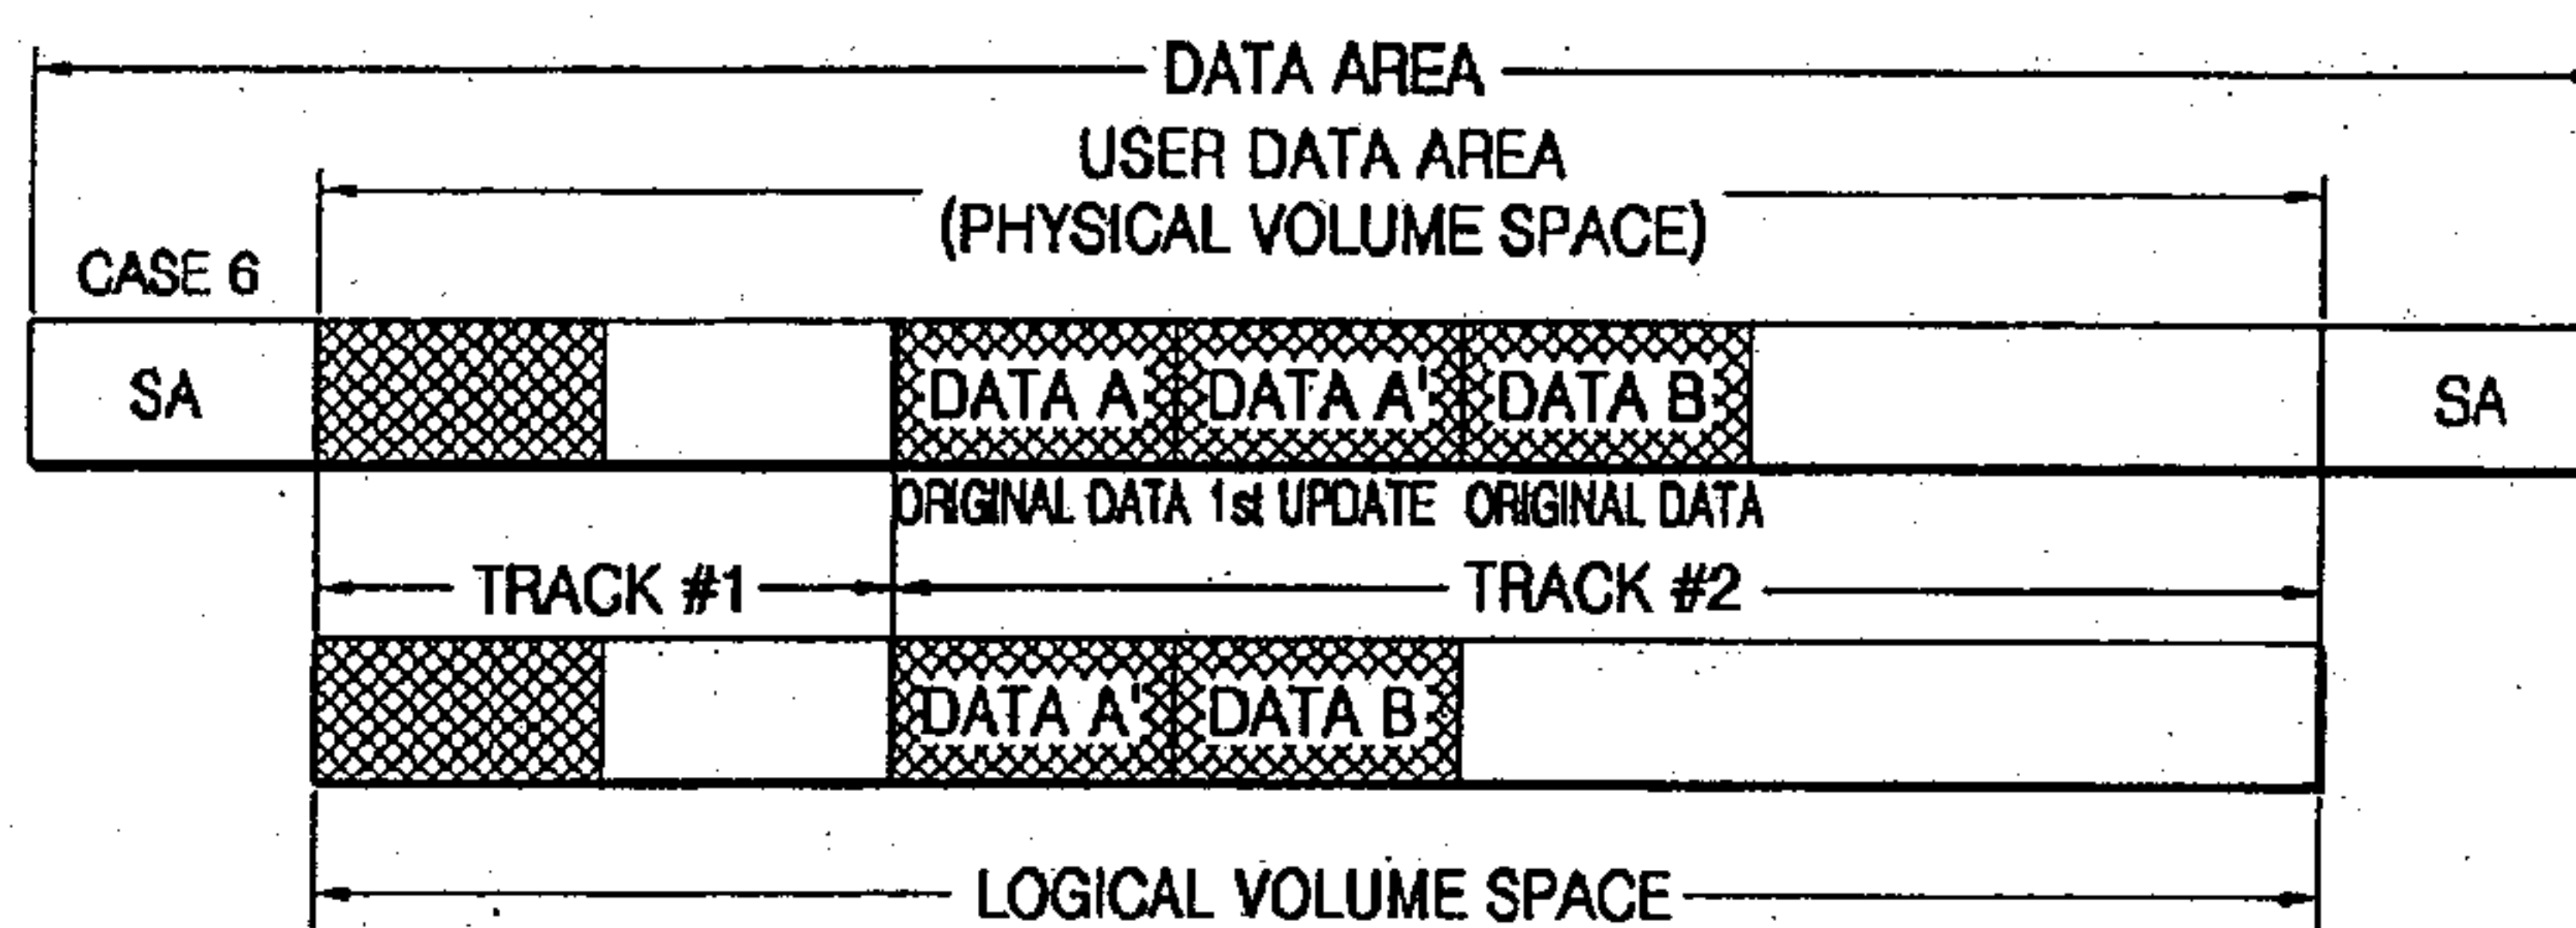 DATA AREA
USER DATA AREA
(PHYSICAL VOLUME SPACE)
CASE 6
SA DATA A DATA A' DATA B SA
ORIGINAL DATA 1st UPDATE ORIGINAL DATA
TRACK #1 TRACK #2
DATA A' DATA B
LOGICAL VOLUME SPACE